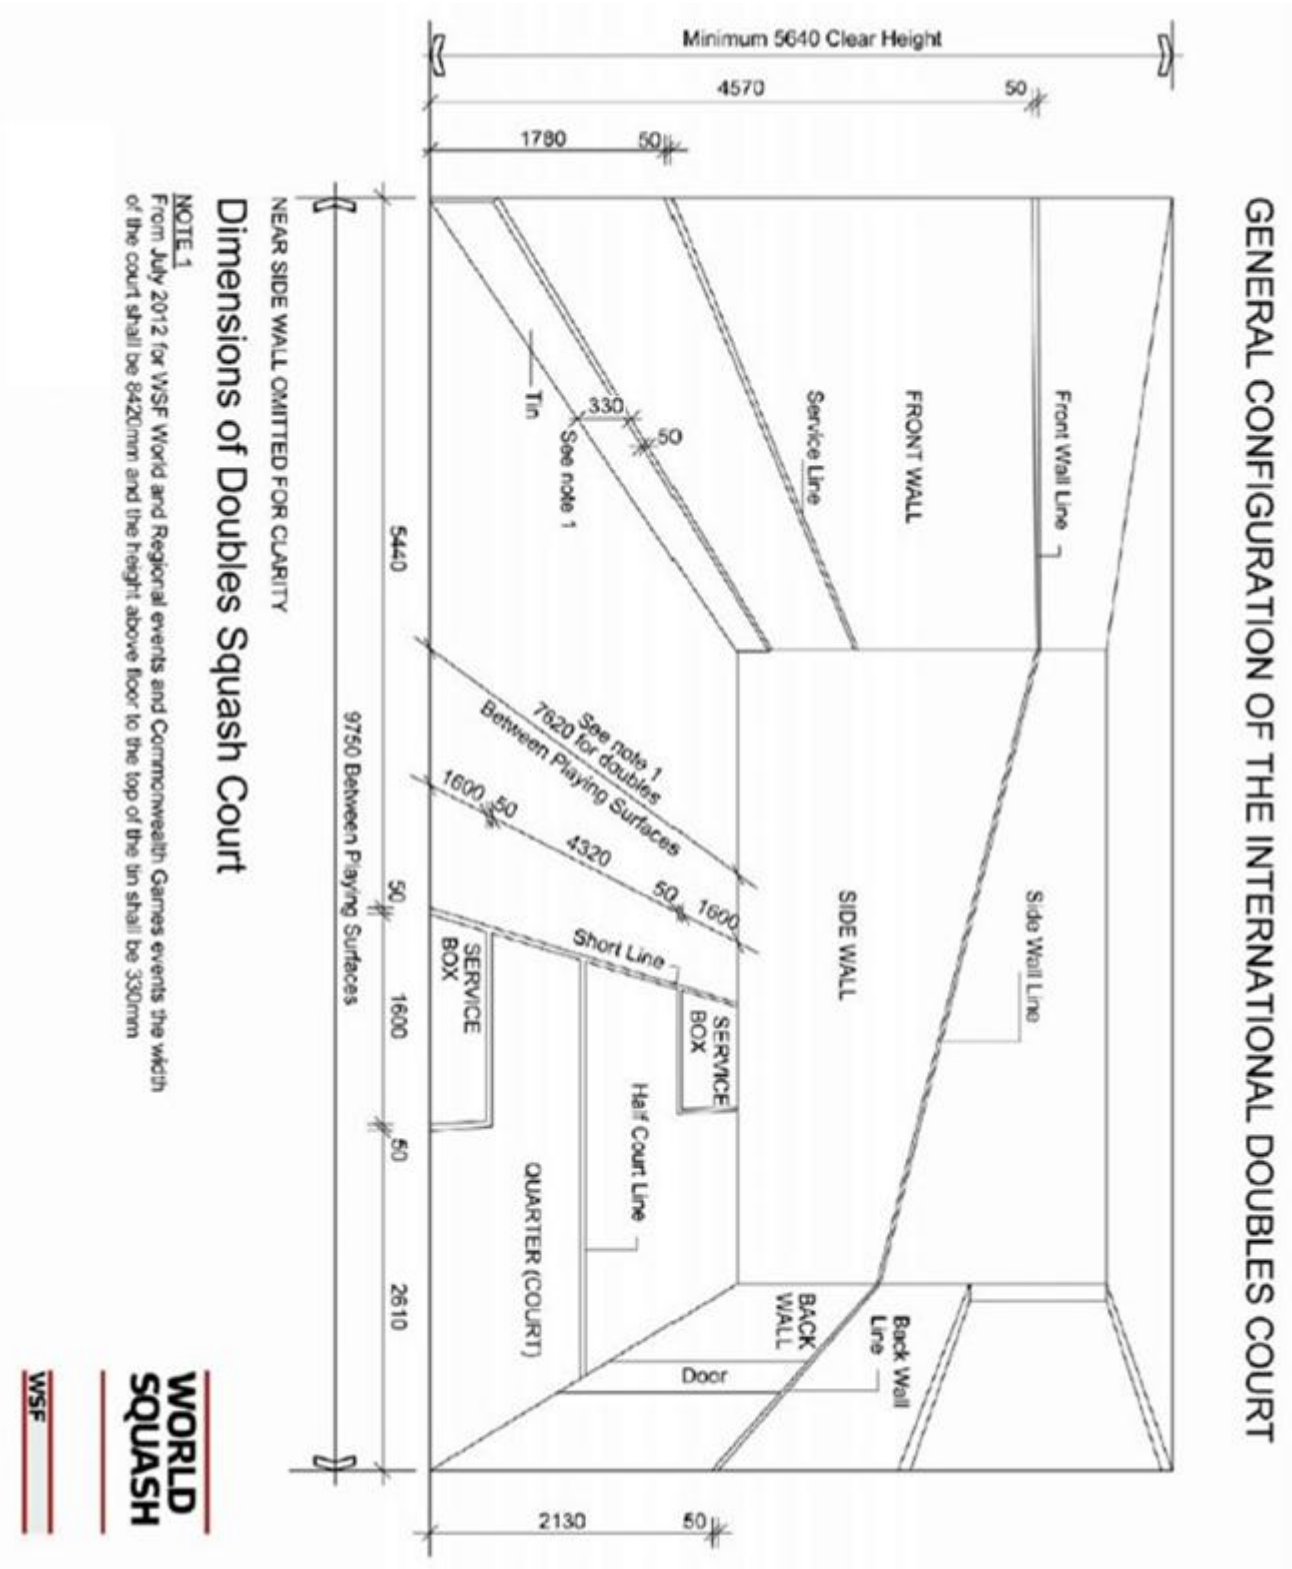 GENERAL CONFIGURATION OF THE INTERNATIONAL DOUBLES COURT
Minimum 5640 Clear Height
4570
50
1780
50
Front Wall Line
FRONT WALL
Service Line
330
50
Tin
See note 1
Side Wall Line
SIDE WALL
See note 1
7620 for doubles
Between Playing Surfaces
1600
50
4320
50
1600
Short Line
SERVICE
BOX
SERVICE
BOX
Half Court Line
QUARTER (COURT)
BACK
WALL
Back Wall
Line
Door
2130
50
5440
50
1600
50
2610
9750 Between Playing Surfaces
NEAR SIDE WALL OMITTED FOR CLARITY
Dimensions of Doubles Squash Court
NOTE 1
From July 2012 for WSF World and Regional events and Commonwealth Games events the width
of the court shall be 8420mm and the height above floor to the top of the tin shall be 330mm
WORLD
SQUASH
WSF